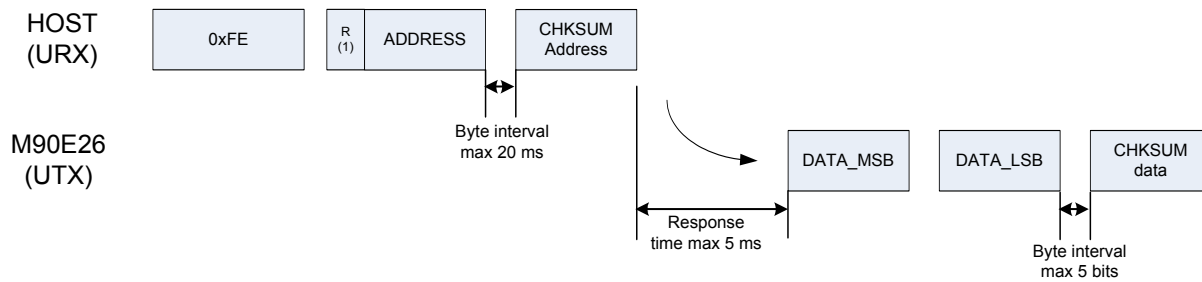 HOST
(URX)
0xFE
R
(1)
ADDRESS
CHKSUM
Address
Byte interval
max 20 ms
M90E26
(UTX)
DATA_MSB
DATA_LSB
CHKSUM
data
Response
time max 5 ms
Byte interval
max 5 bits